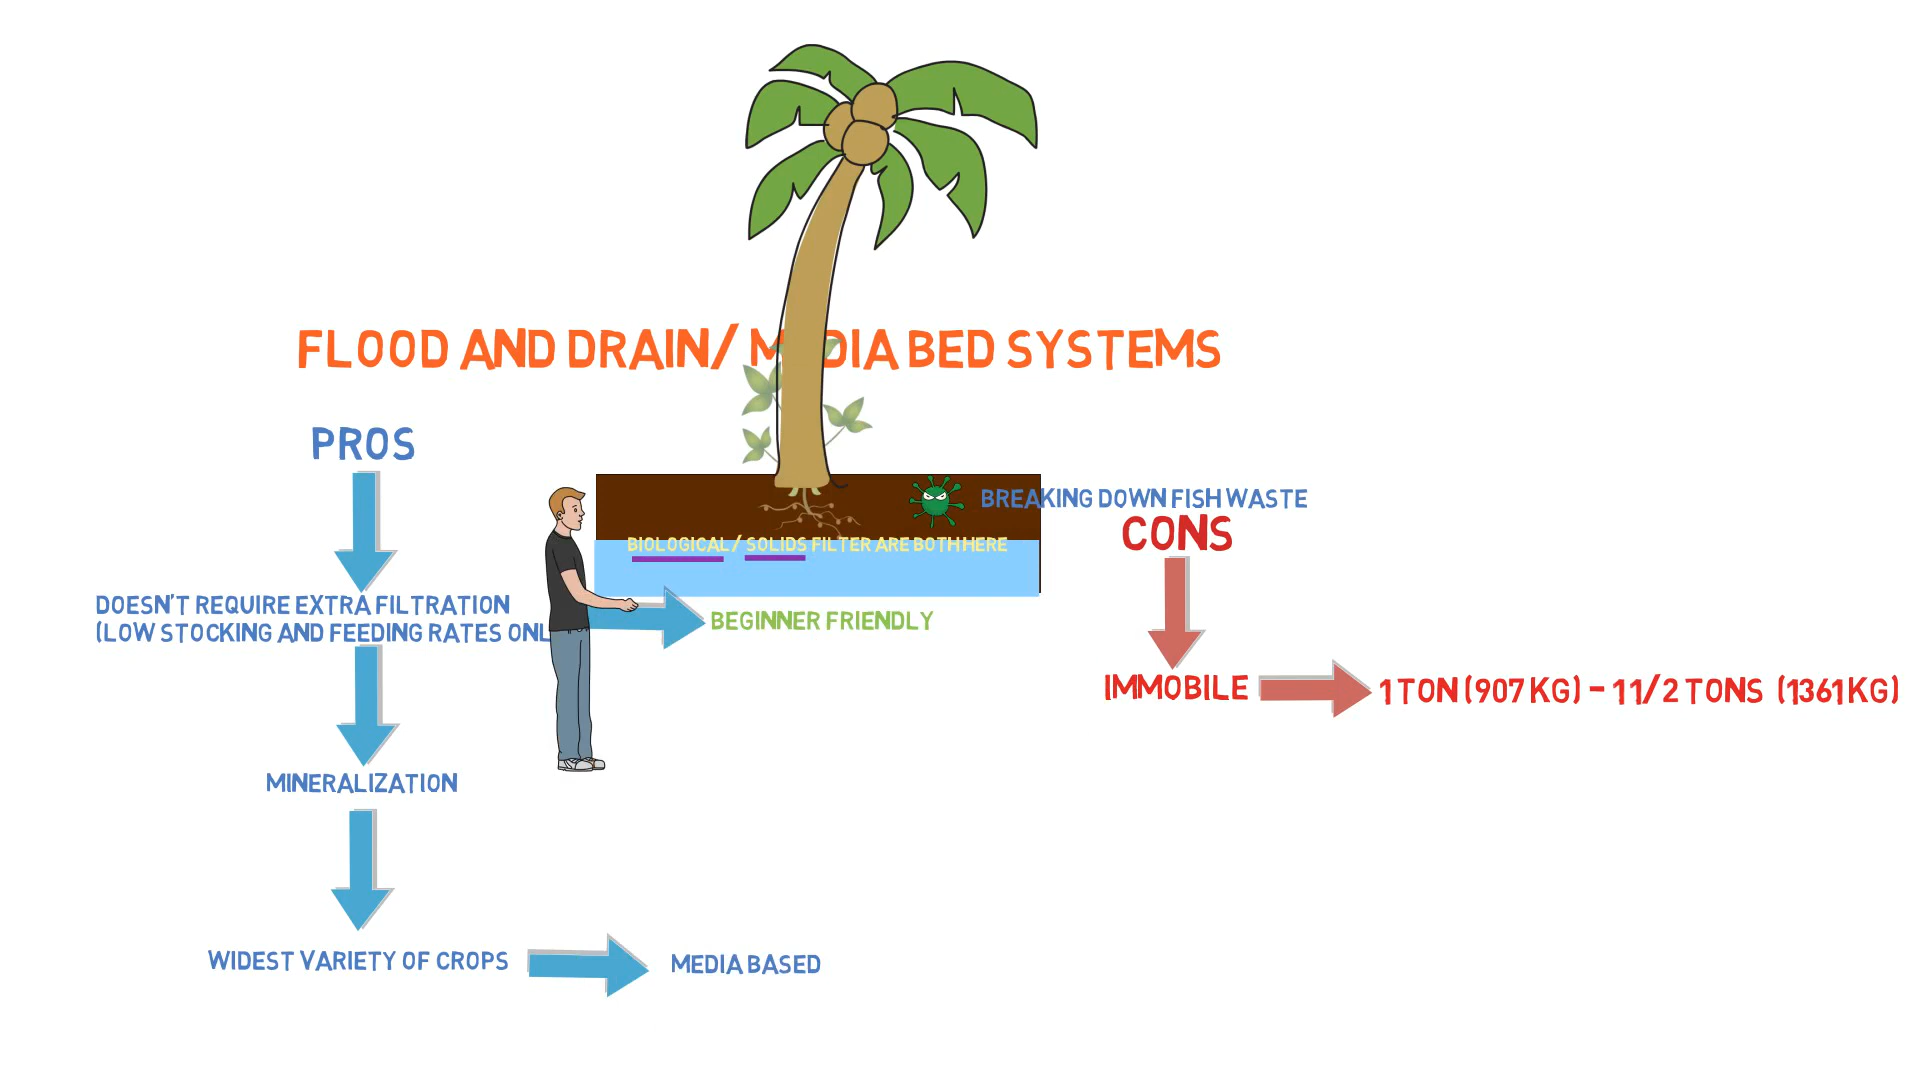 FLOOD AND DRAIN/ M DIA BED SYSTEMS
PROS
BREAKING DOWN FISH WASTE
CONS
BIOLOGICAL/ SOLIDS FILTER ARE BOTH HERE
DOESN'T REQUIRE EXTRA FILTRATION
(LOW STOCKING AND FEEDING RATES ONL
BEGINNER FRIENDLY
IMMOBILE
1 TON (907 KG) - 1 1/2 TONS (1361 KG)
MINERALIZATION
WIDEST VARIETY OF CROPS
MEDIA BASED